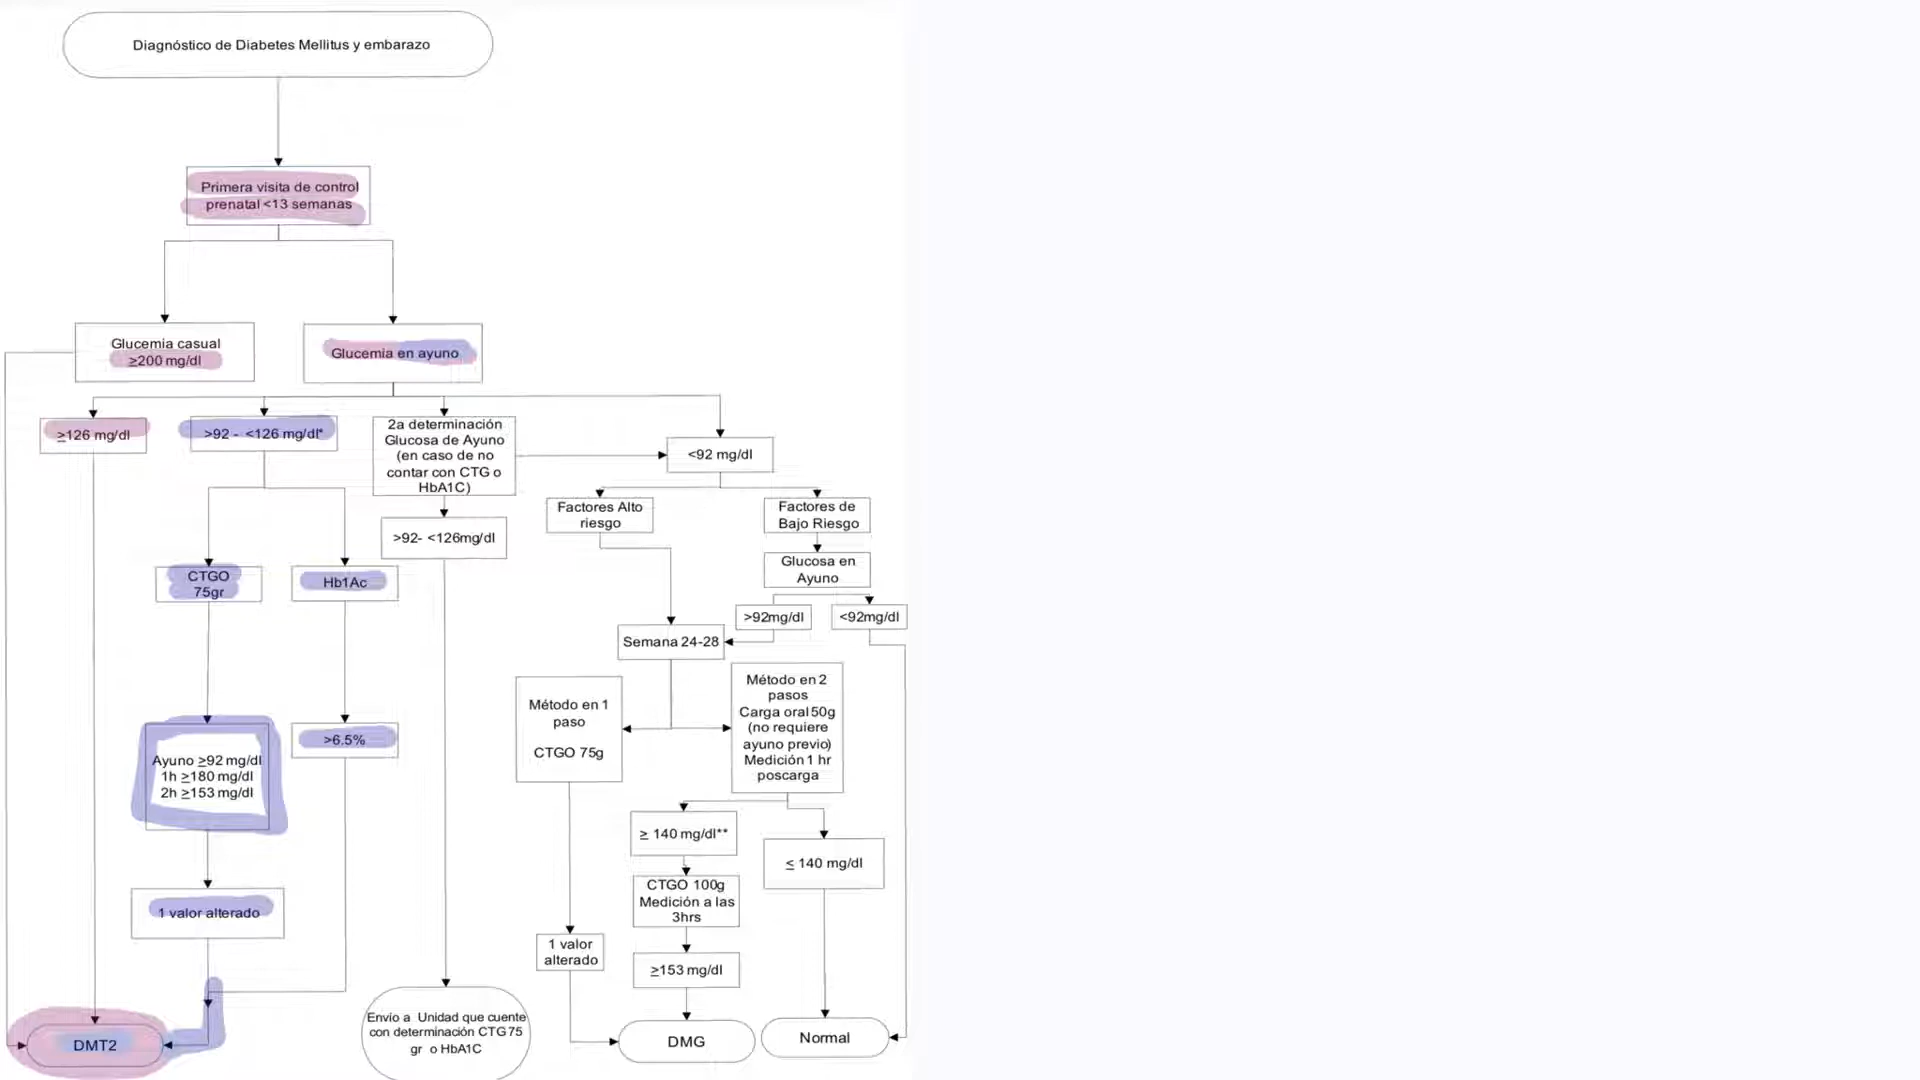 Diagnóstico de Diabetes Mellitus y embarazo
Primera visita de control
prenatal <13 semanas
Glucemia casual
≥200 mg/dl
Glucemia en ayuno
≥126 mg/dl
>92 - <126 mg/dl*
2a determinación
Glucosa de Ayuno
(en caso de no
contar con CTG o
HbA1C)
<92 mg/dl
>92- <126mg/dl
Factores Alto
riesgo
Factores de
Bajo Riesgo
Glucosa en
Ayuno
CTGO
75gr
Hb1Ac
>92mg/dl
<92mg/dl
Semana 24-28
Método en 1
paso
CTGO 75g
Método en 2
pasos
Carga oral 50g
(no requiere
ayuno previo)
Medición 1 hr
poscarga
Ayuno ≥92 mg/dl
1h ≥180 mg/dl
2h ≥153 mg/dl
>6.5%
≥ 140 mg/dl**
≤ 140 mg/dl
CTGO 100g
Medición a las
3hrs
1 valor alterado
1 valor
alterado
≥153 mg/dl
DMT2
Envío a Unidad que cuente
con determinación CTG 75
gr o HbA1C
DMG
Normal